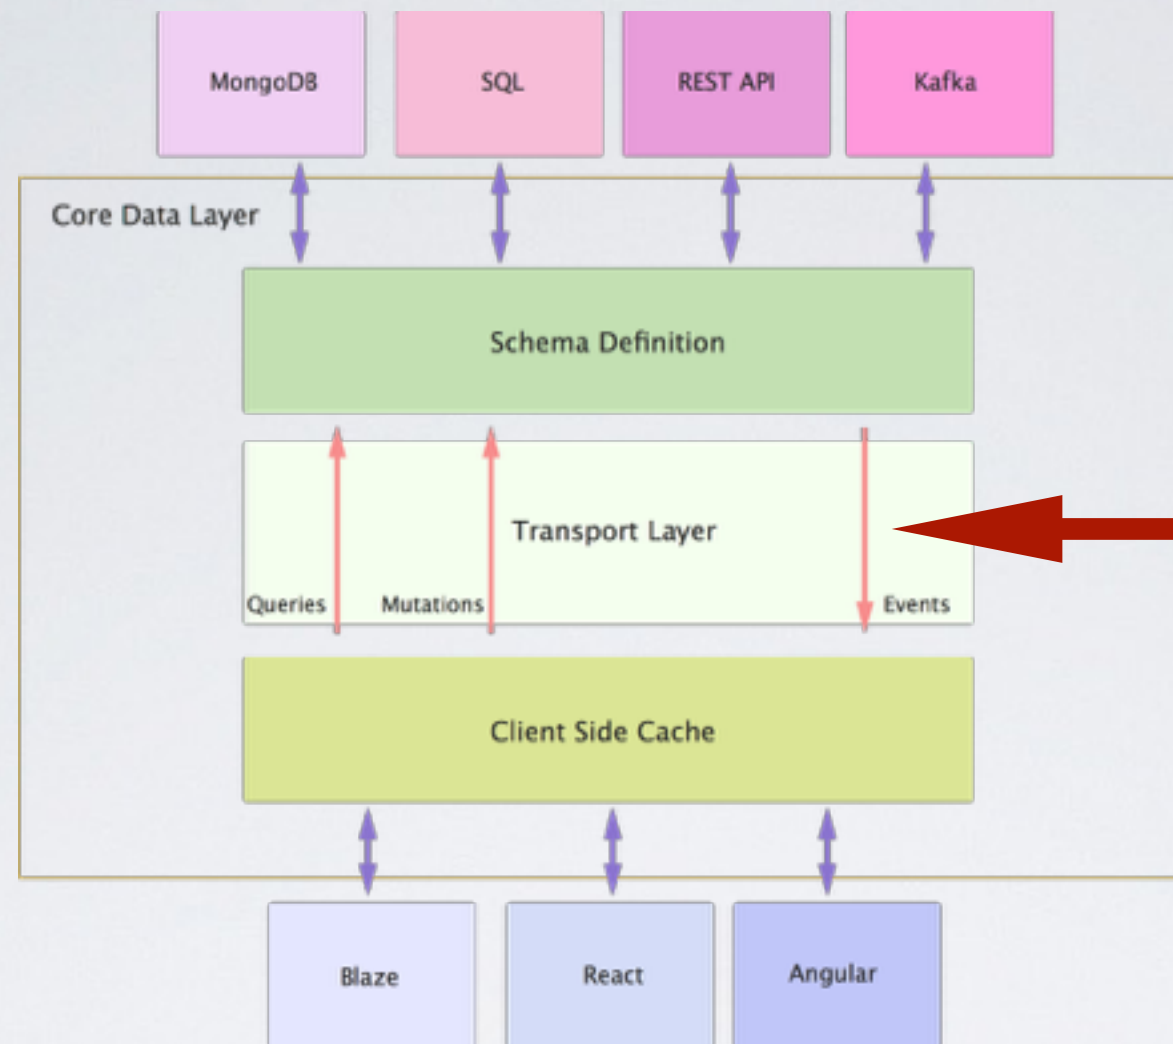 MongoDB
SQL
REST API
Kafka
Core Data Layer
Schema Definition
Transport Layer
Queries
Mutations
Events
Client Side Cache
Blaze
React
Angular